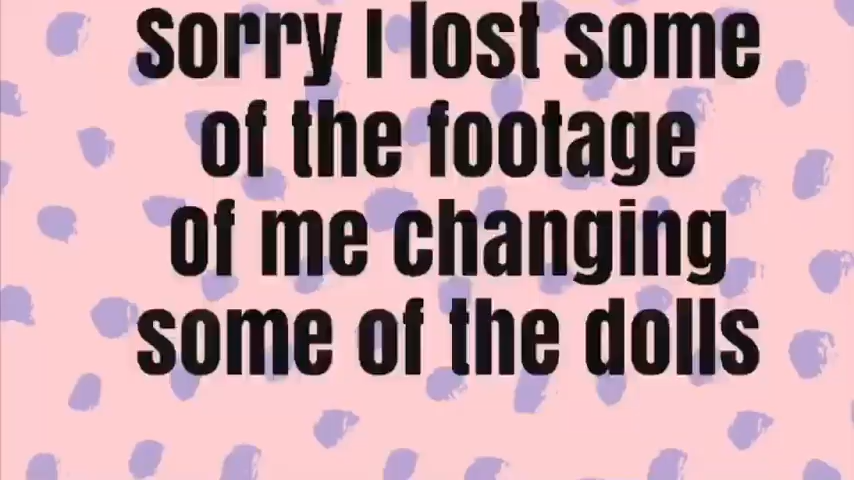 Sorry I lost some
of the footage
Of me changing
some of the dolls